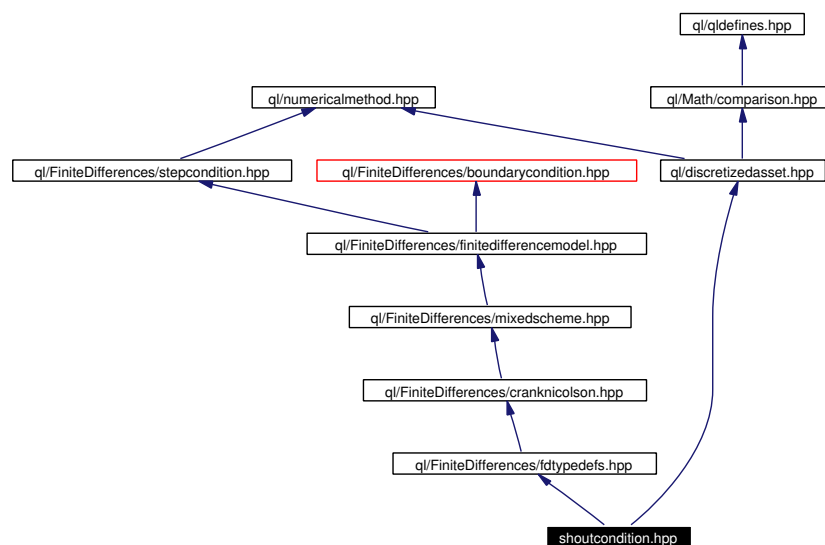 ql/qldefines.hpp
ql/numericalmethod.hpp
ql/Math/comparison.hpp
ql/FiniteDifferences/stepcondition.hpp
ql/FiniteDifferences/boundarycondition.hpp
ql/discretizedasset.hpp
ql/FiniteDifferences/finitedifferencemodel.hpp
ql/FiniteDifferences/mixedscheme.hpp
ql/FiniteDifferences/cranknicolson.hpp
ql/FiniteDifferences/fdtypedefs.hpp
shoutcondition.hpp